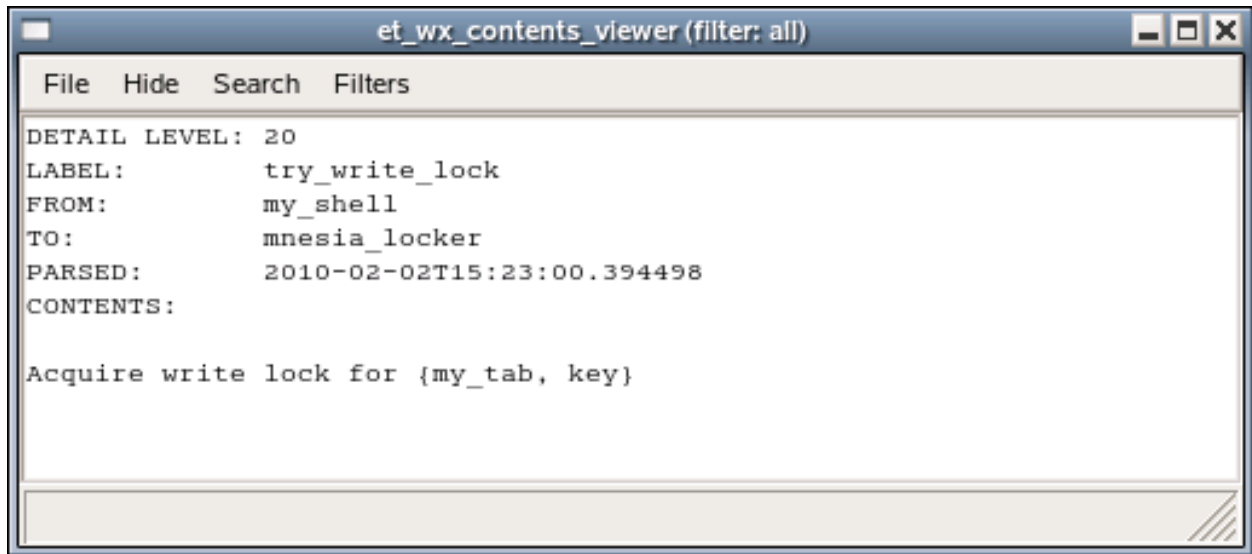 et_wx_contents_viewer (filter: all)
File Hide Search Filters
DETAIL LEVEL: 20
LABEL: try_write_lock
FROM: my_shell
TO: mnesia_locker
PARSED: 2010-02-02T15:23:00.394498
CONTENTS:
Acquire write lock for {my_tab, key}